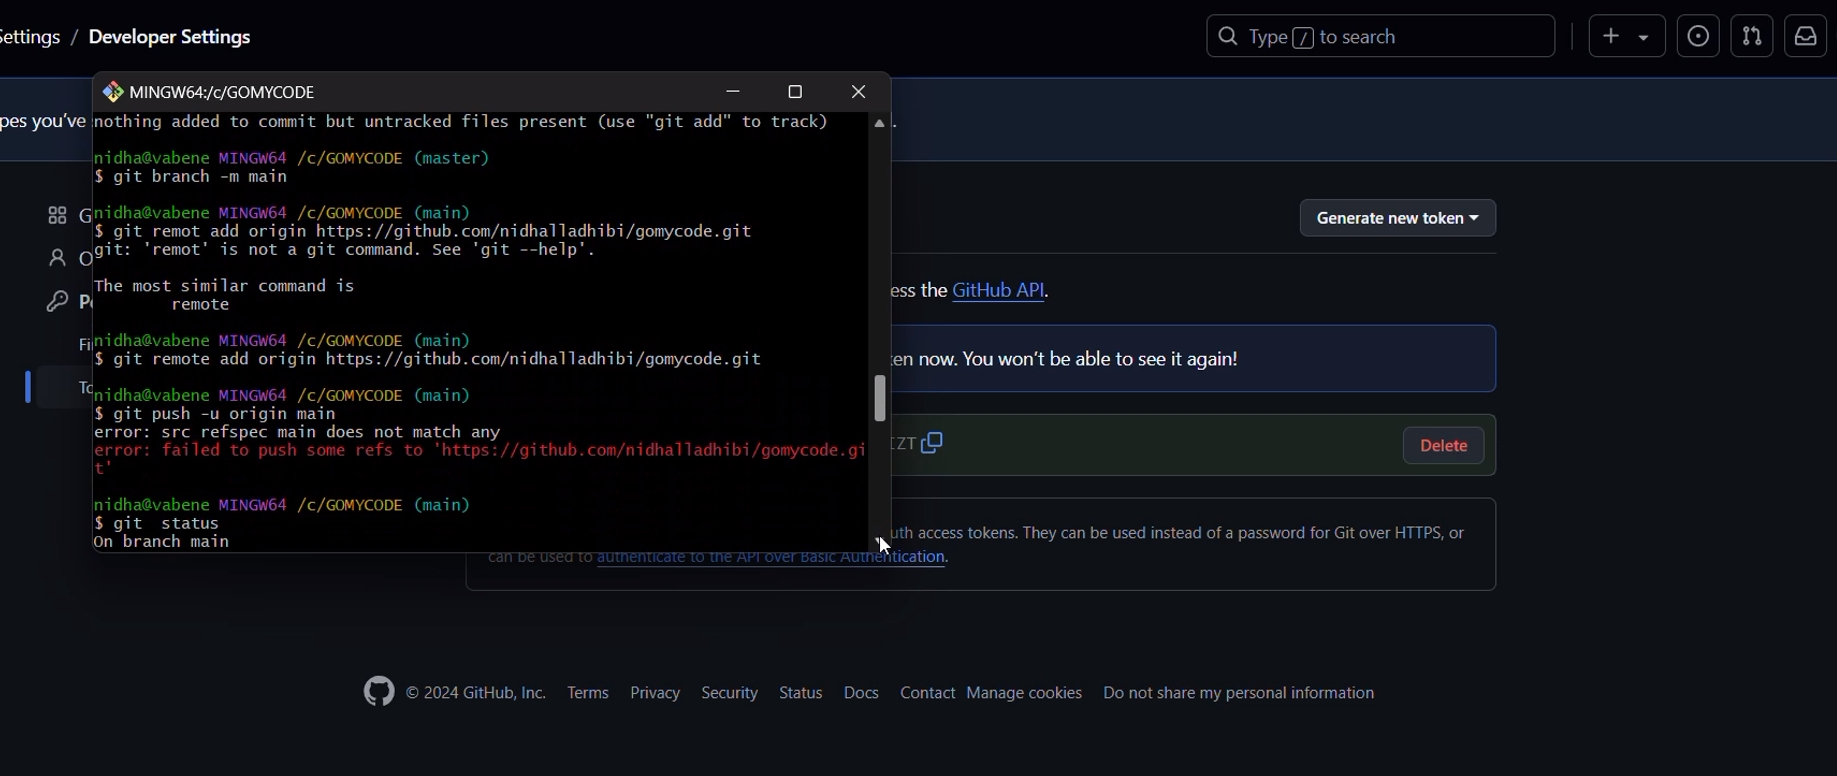 ettings / Developer Settings
Type / to search
MINGW64:/c/GOMYCODE
pes you've
nothing added to commit but untracked files present (use "git add" to track)
.
nidha@vabene MINGW64 /c/GOMYCODE (master)
$ git branch -m main
nidha@vabene MINGW64 /c/GOMYCODE (main)
$ git remot add origin https://github.com/nidhalladhibi/gomycode.git
git: 'remot' is not a git command. See 'git --help'.
The most similar command is
remote
nidha@vabene MINGW64 /c/GOMYCODE (main)
$ git remote add origin https://github.com/nidhalladhibi/gomycode.git
nidha@vabene MINGW64 /c/GOMYCODE (main)
$ git push -u origin main
error: src refspec main does not match any
error: failed to push some refs to 'https://github.com/nidhalladhibi/gomycode.gi
t'
nidha@vabene MINGW64 /c/GOMYCODE (main)
$ git  status
On branch main
G
O
Fi
To
Generate new token
ess the GitHub API.
en now. You won't be able to see it again!
ZT
Delete
uth access tokens. They can be used instead of a password for Git over HTTPS, or
can be used to authenticate to the API over Basic Authentication.
© 2024 GitHub, Inc. Terms Privacy Security Status Docs Contact Manage cookies Do not share my personal information